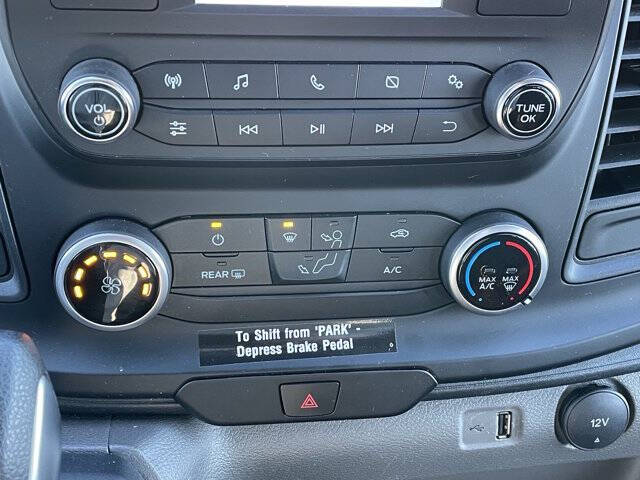 VOL
TUNE
OK
REAR
A/C
MAX
A/C
MAX
To Shift from 'PARK' -
Depress Brake Pedal
12V